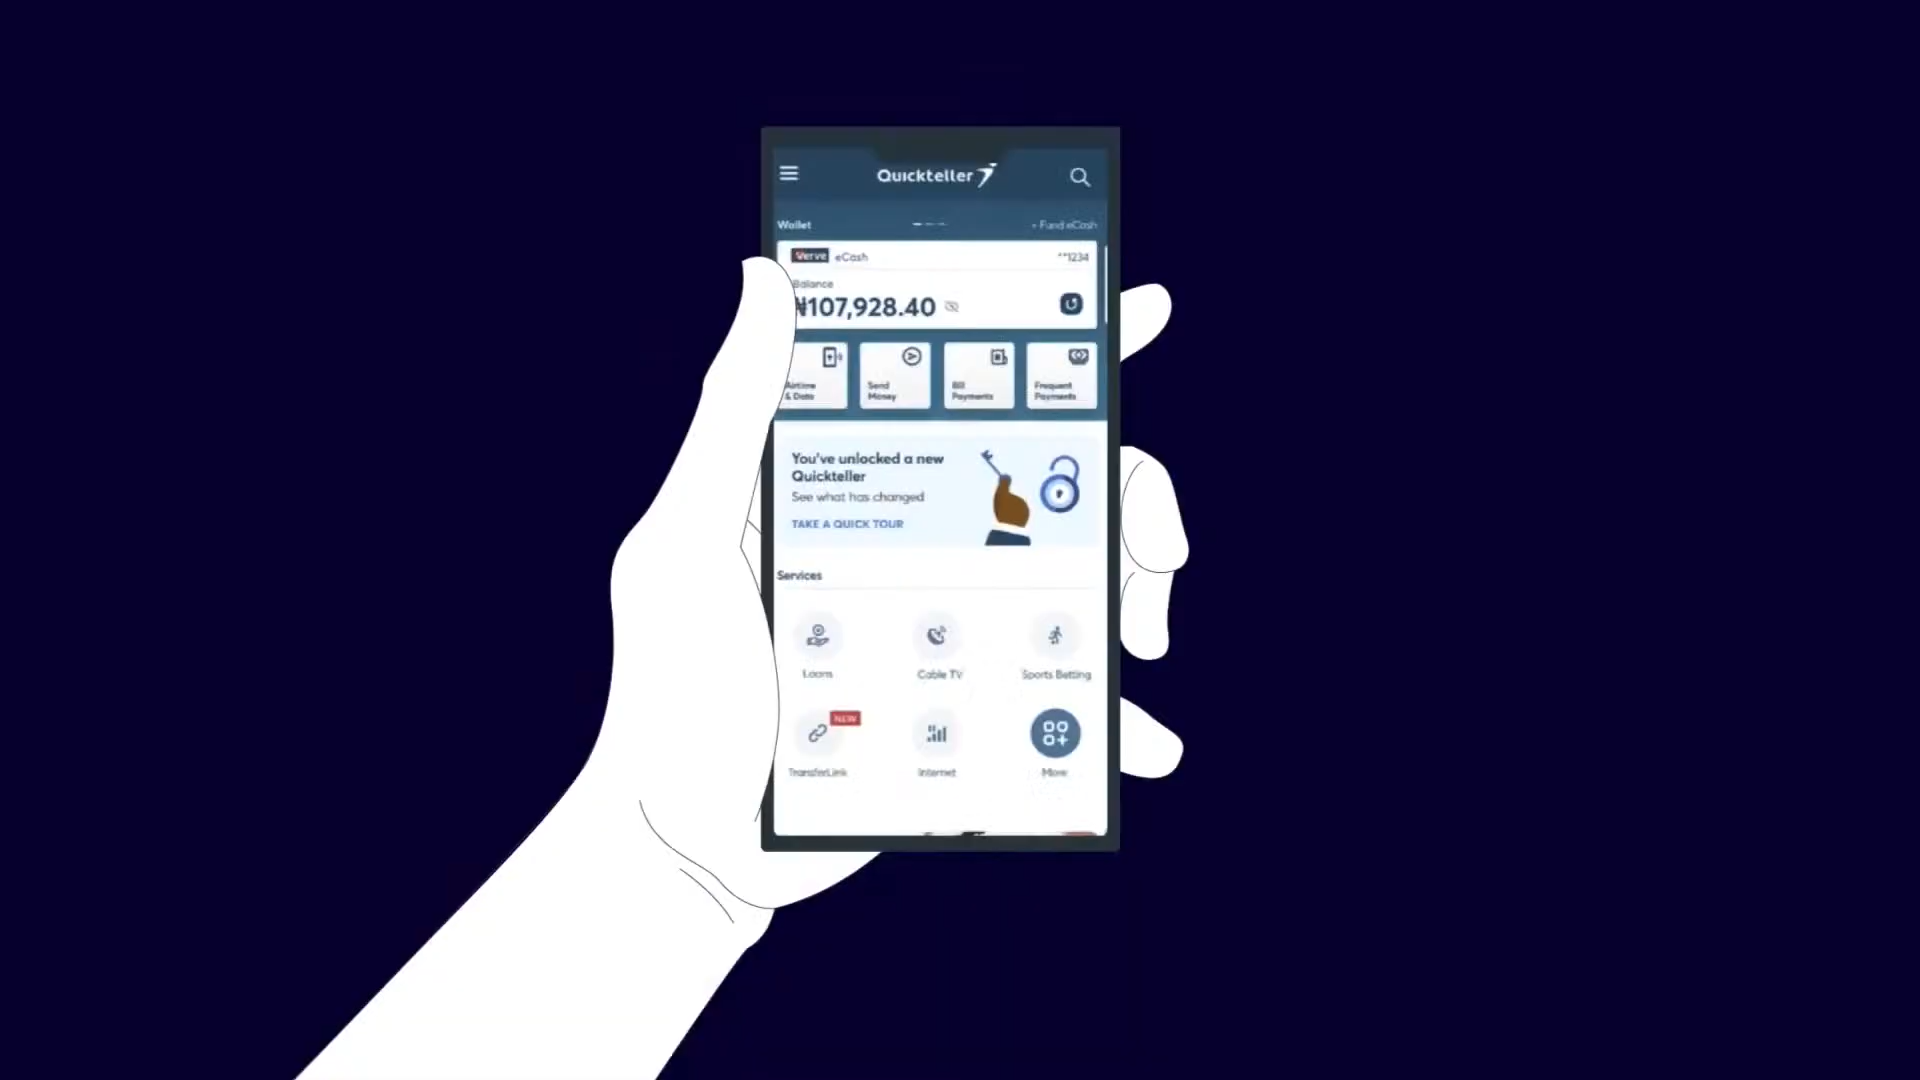 Quickteller
Wallet
+ Fund eCash
Verve eCash
**1234
Balance
₦107,928.40
Airtime
& Data
Send
Money
Bill
Payments
Frequent
Payments
You've unlocked a new
Quickteller
See what has changed
TAKE A QUICK TOUR
Services
Loans
Cable TV
Sports Betting
NEW
TransferLink
Internet
More